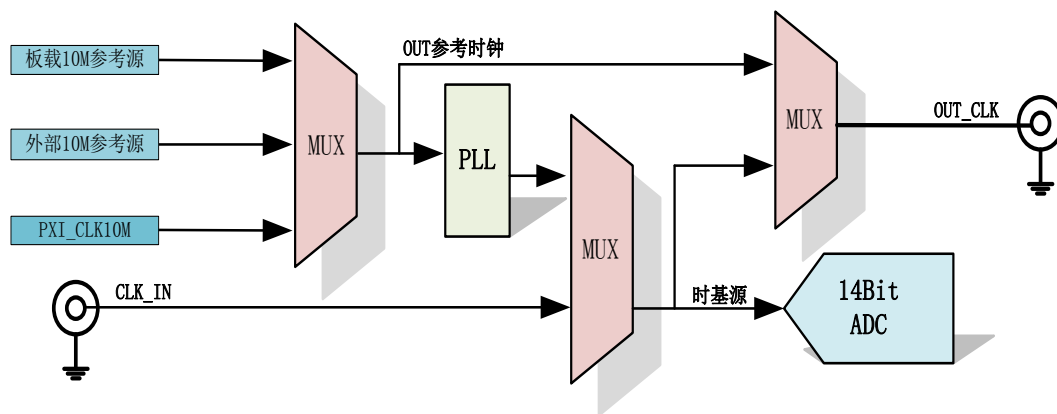 板载10M参考源
外部10M参考源
PXI_CLK10M
MUX
OUT参考时钟
PLL
MUX
MUX
OUT_CLK
CLK_IN
时基源
14Bit
ADC